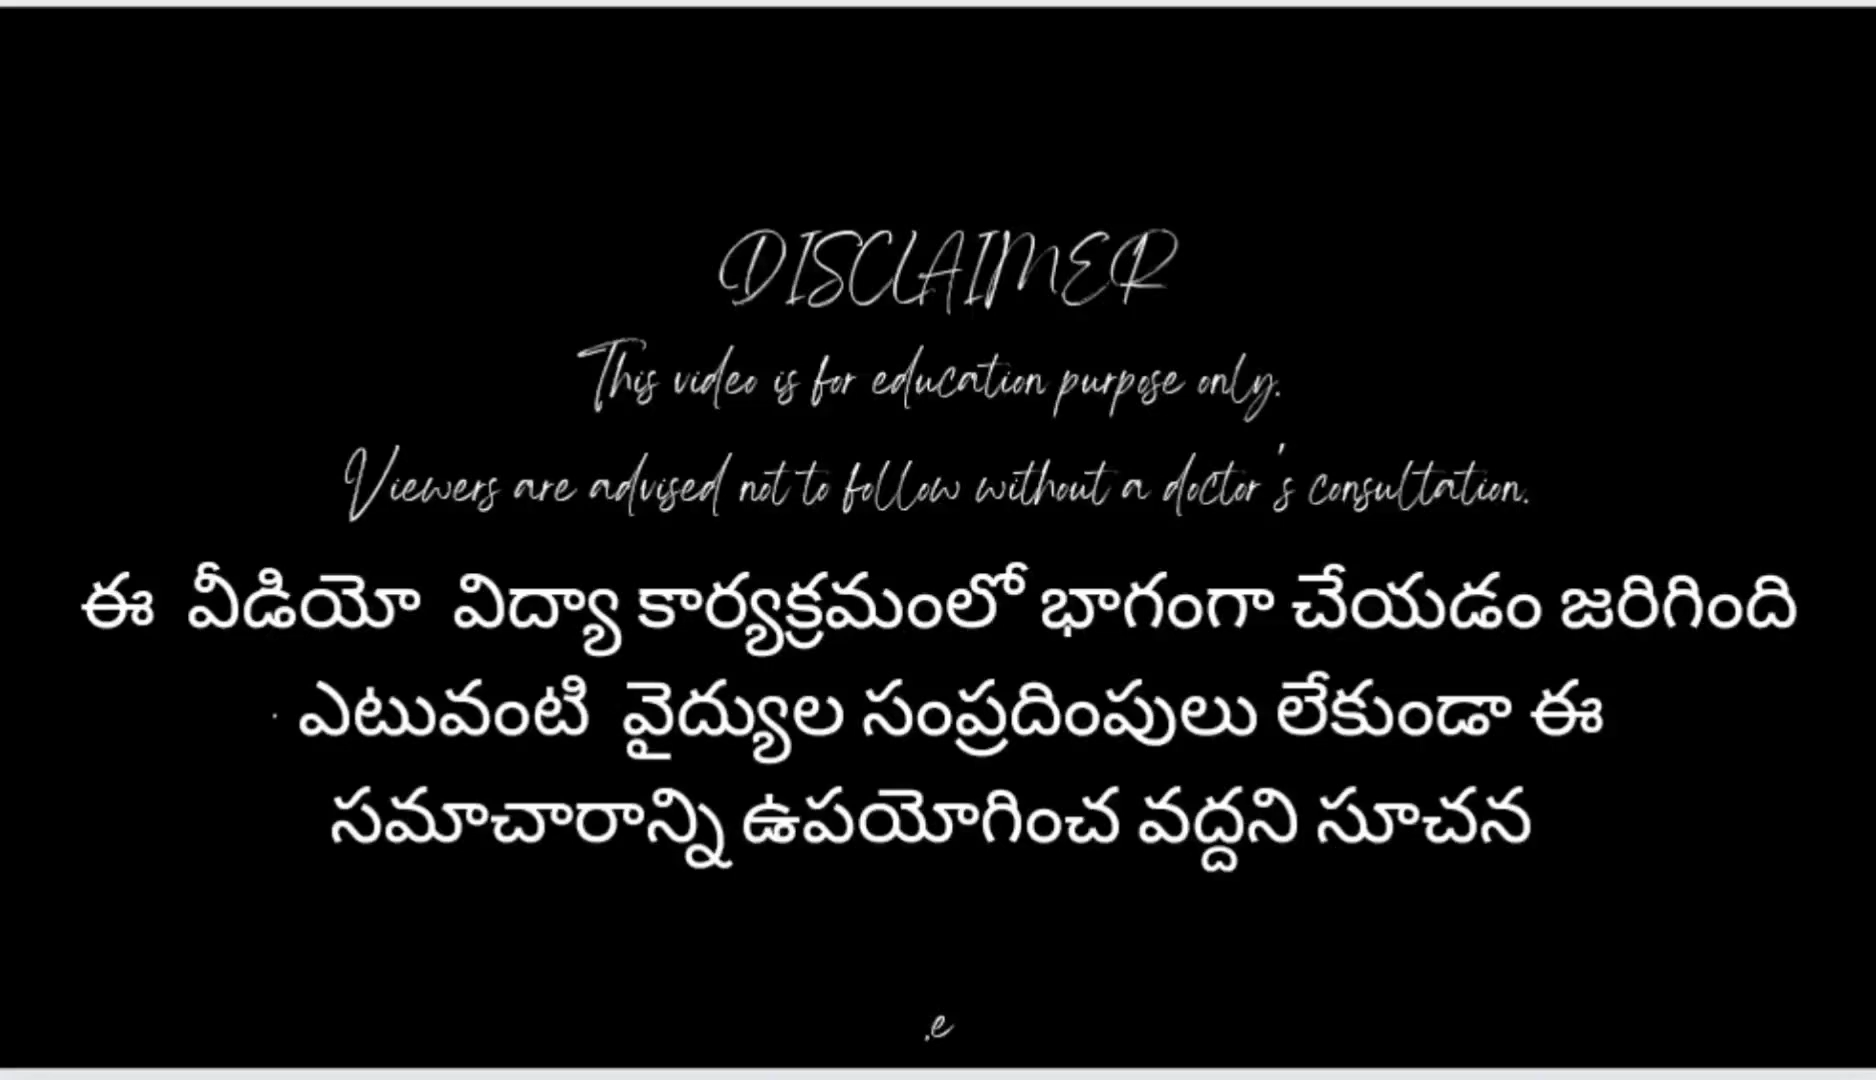 DISCLAIMER
This video is for education purpose only.
Viewers are advised not to follow without a doctor's consultation.
ఈ వీడియో విద్యా కార్యక్రమంలో భాగంగా చేయడం జరిగింది
. ఎటువంటి వైద్యుల సంప్రదింపులు లేకుండా ఈ
సమాచారాన్ని ఉపయోగించ వద్దని సూచన
.e